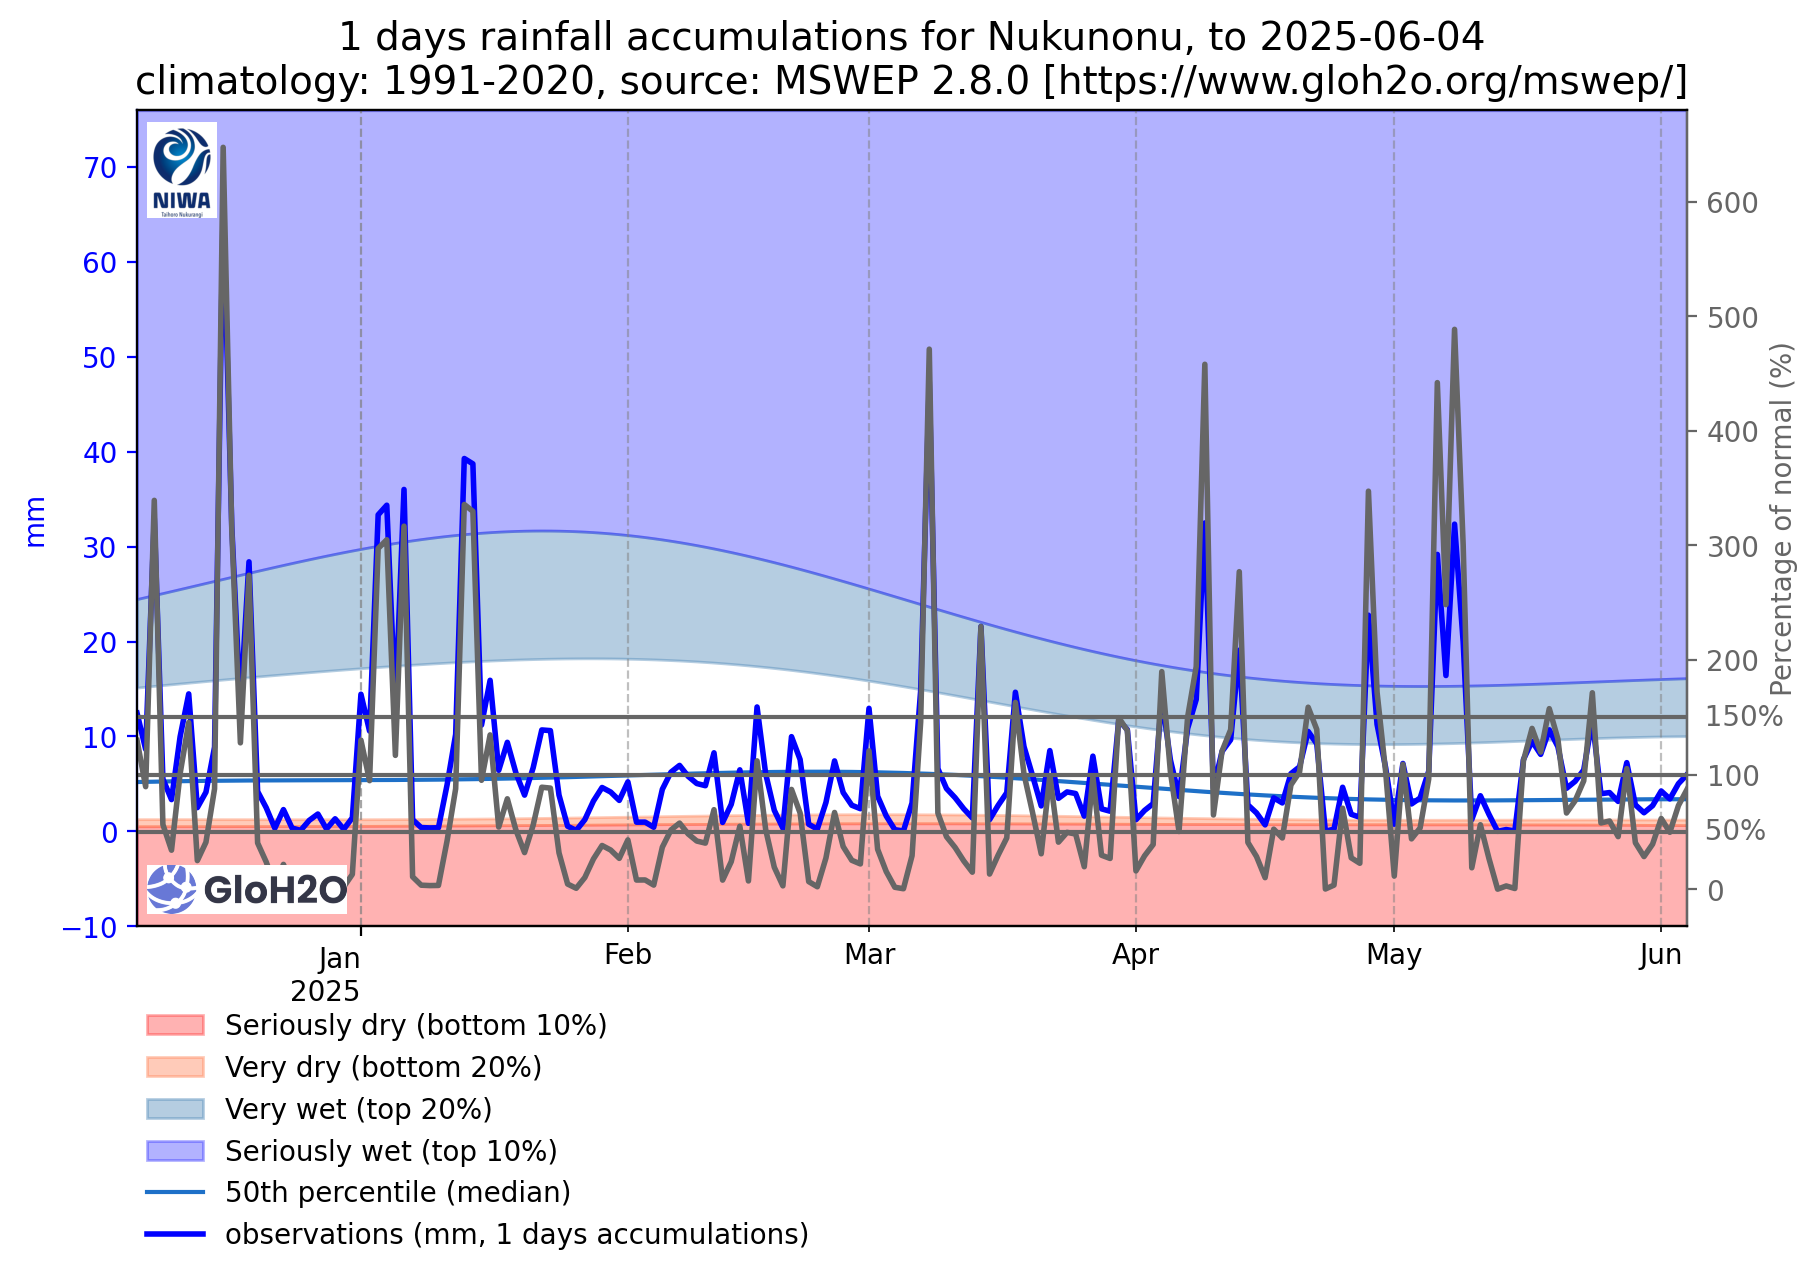 1 days rainfall accumulations for Nukunonu, to 2025-06-04
climatology: 1991-2020, source: MSWEP 2.8.0 [https://www.gloh2o.org/mswep/]
NIWA
Taihoro Nukurangi
70
60
50
40
30
20
10
0
−10
mm
600
500
400
300
200
150%
100
50%
0
Percentage of normal (%)
GloH2O
Jan
2025
Feb
Mar
Apr
May
Jun
Seriously dry (bottom 10%)
Very dry (bottom 20%)
Very wet (top 20%)
Seriously wet (top 10%)
50th percentile (median)
observations (mm, 1 days accumulations)